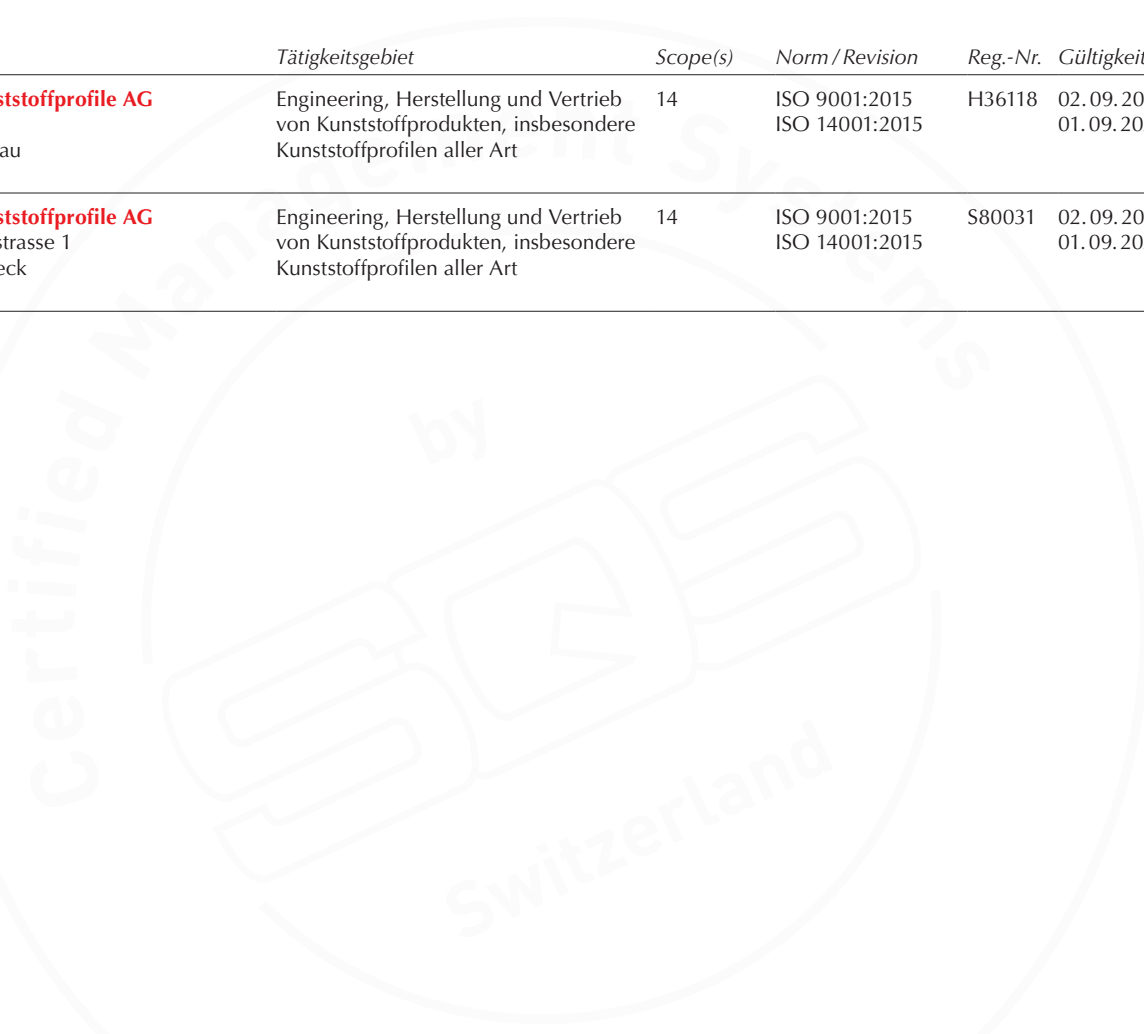 Tätigkeitsgebiet Scope(s) Norm / Revision Reg.-Nr. Gültigkeit
ststoffprofile AG Engineering, Herstellung und Vertrieb 14 ISO 9001:2015 H36118 02. 09. 20
von Kunststoffprodukten, insbesondere ISO 14001:2015 01. 09. 20
au Kunststoffprofilen aller Art
ststoffprofile AG Engineering, Herstellung und Vertrieb 14 ISO 9001:2015 S80031 02. 09. 20
strasse 1 von Kunststoffprodukten, insbesondere ISO 14001:2015 01. 09. 20
eck Kunststoffprofilen aller Art
Certified Management Systems
by
SQS
Switzerland